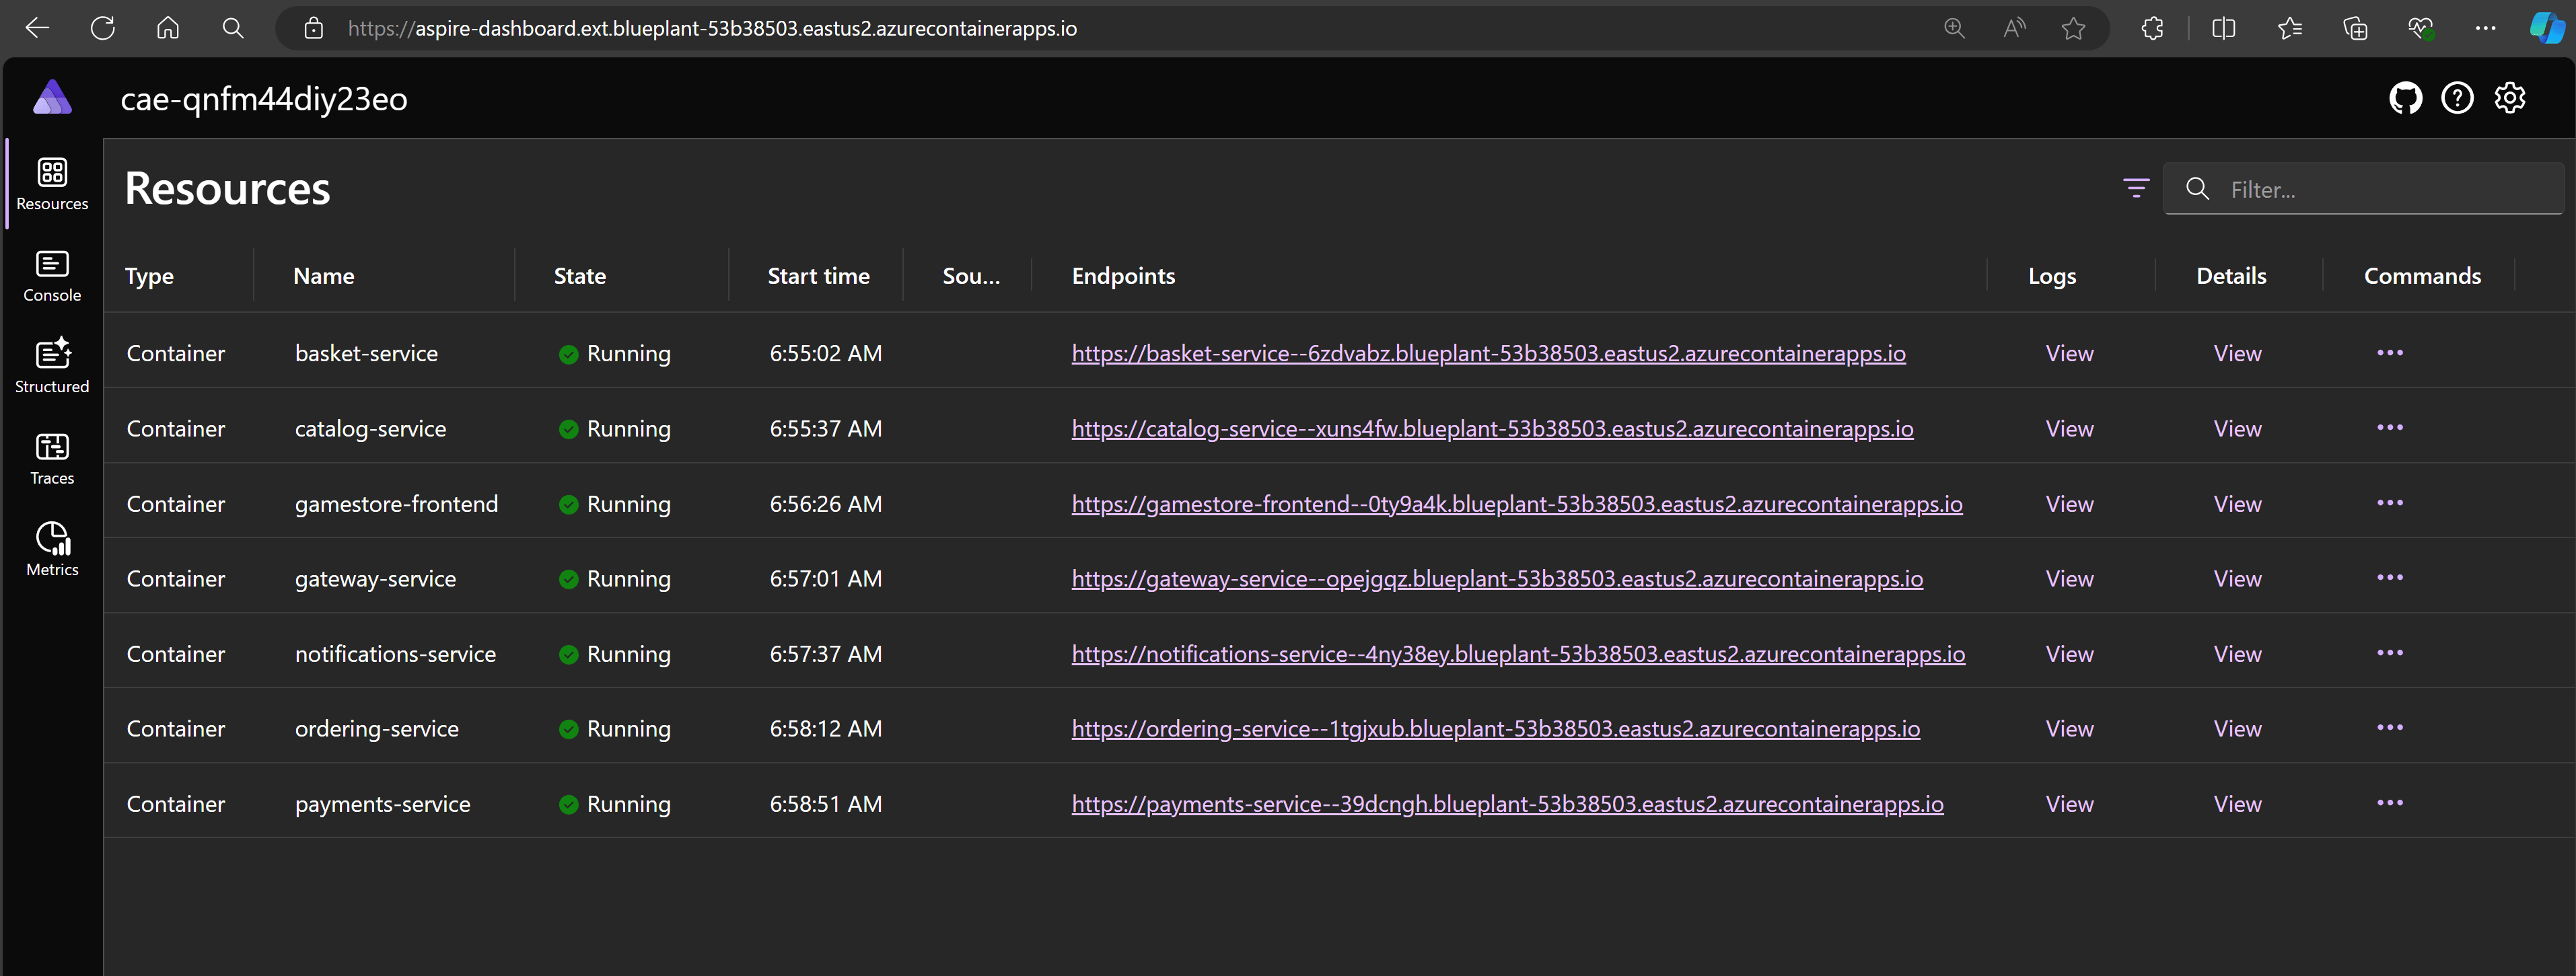 https://aspire-dashboard.ext.blueplant-53b38503.eastus2.azurecontainerapps.io
cae-qnfm44diy23eo
Resources
Console
Structured
Traces
Metrics
Resources
Filter...
Type Name State Start time Sou... Endpoints Logs Details Commands
Container basket-service Running 6:55:02 AM https://basket-service--6zdvabz.blueplant-53b38503.eastus2.azurecontainerapps.io View View
Container catalog-service Running 6:55:37 AM https://catalog-service--xuns4fw.blueplant-53b38503.eastus2.azurecontainerapps.io View View
Container gamestore-frontend Running 6:56:26 AM https://gamestore-frontend--0ty9a4k.blueplant-53b38503.eastus2.azurecontainerapps.io View View
Container gateway-service Running 6:57:01 AM https://gateway-service--opejgqz.blueplant-53b38503.eastus2.azurecontainerapps.io View View
Container notifications-service Running 6:57:37 AM https://notifications-service--4ny38ey.blueplant-53b38503.eastus2.azurecontainerapps.io View View
Container ordering-service Running 6:58:12 AM https://ordering-service--1tgjxub.blueplant-53b38503.eastus2.azurecontainerapps.io View View
Container payments-service Running 6:58:51 AM https://payments-service--39dcngh.blueplant-53b38503.eastus2.azurecontainerapps.io View View